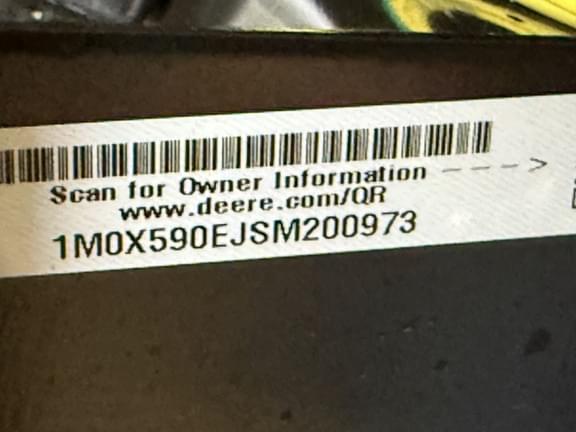 Scan for Owner Information - - - ->
www.deere.com/QR
1M0X590EJSM200973